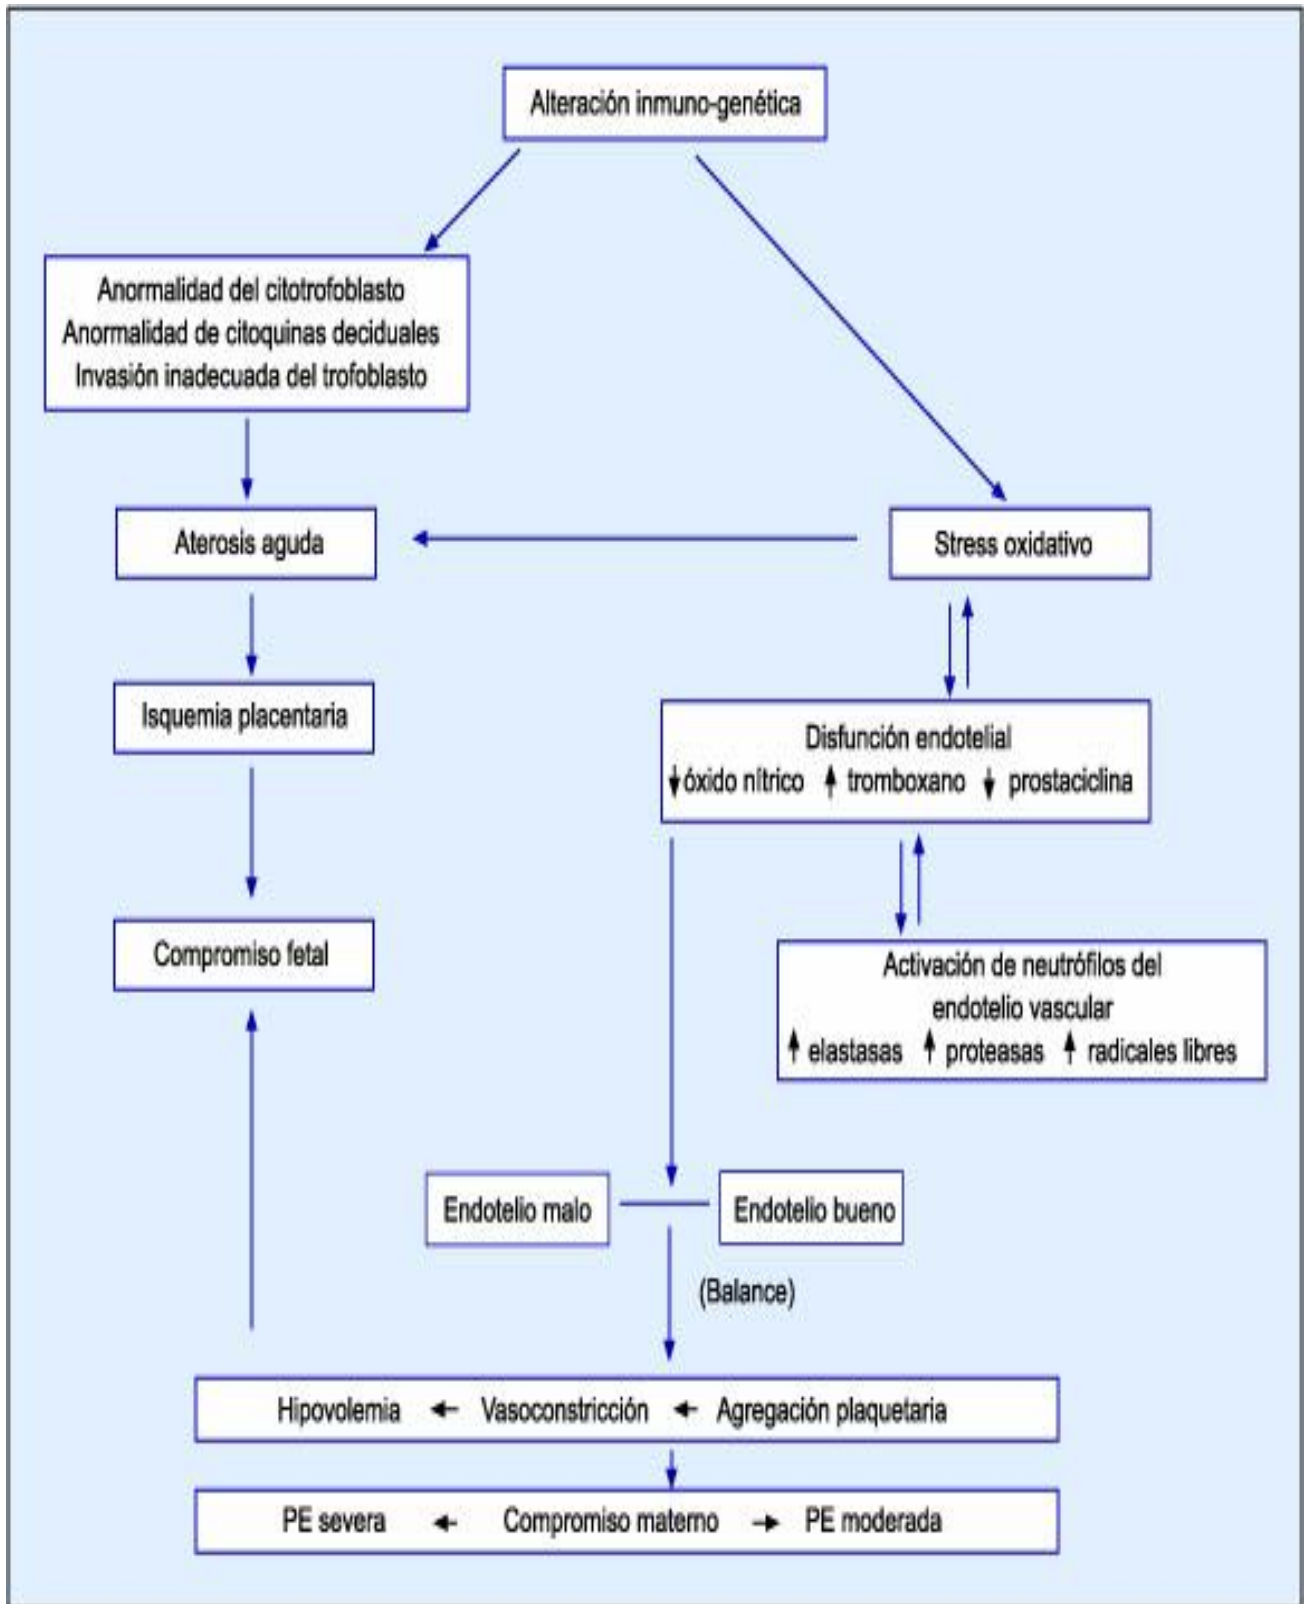 Alteración inmuno-genética
Anormalidad del citotrofoblasto
Anormalidad de citoquinas deciduales
Invasión inadecuada del trofoblasto
Aterosis aguda
Stress oxidativo
Isquemia placentaria
Disfunción endotelial
↓ óxido nítrico ↑ tromboxano ↓ prostaciclina
Compromiso fetal
Activación de neutrófilos del
endotelio vascular
↑ elastasas ↑ proteasas ↑ radicales libres
Endotelio malo
Endotelio bueno
(Balance)
Hipovolemia ← Vasoconstricción ← Agregación plaquetaria
PE severa ← Compromiso materno → PE moderada